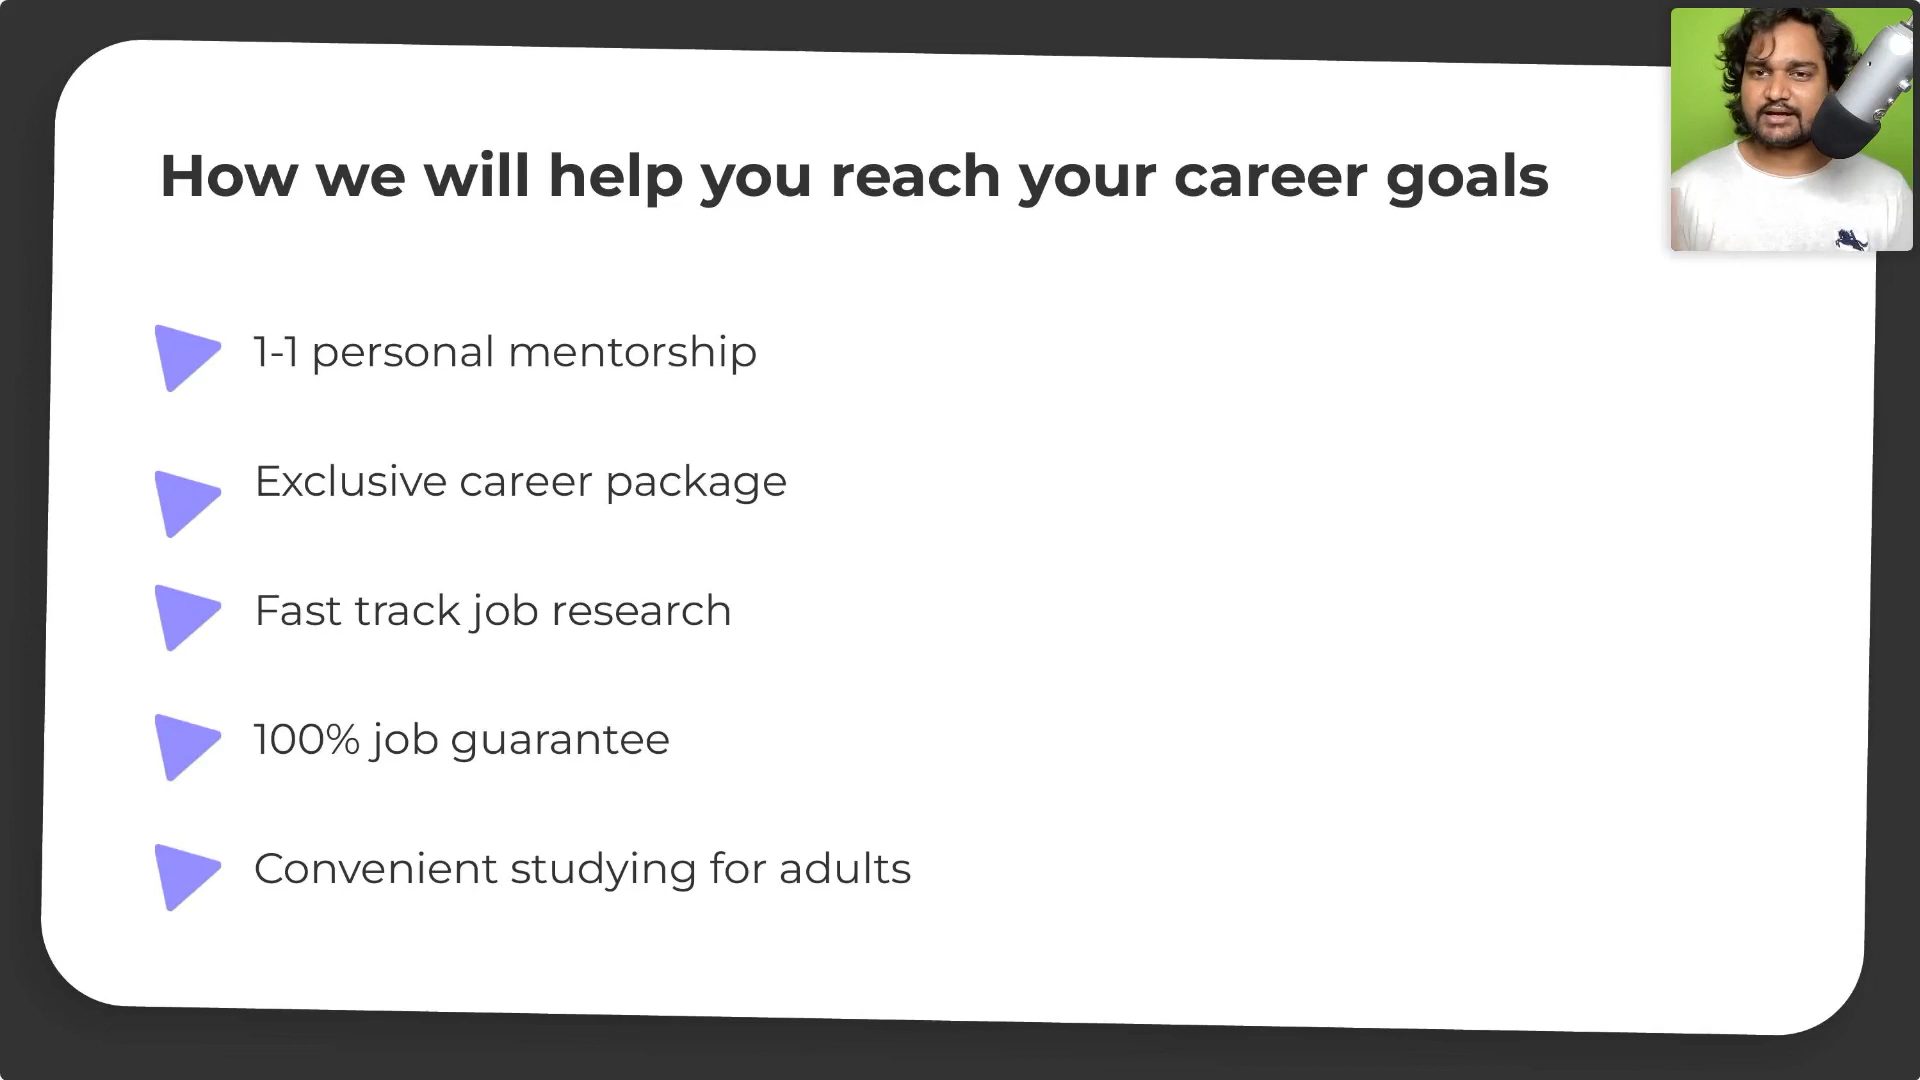 How we will help you reach your career goals
1-1 personal mentorship
Exclusive career package
Fast track job research
100% job guarantee
Convenient studying for adults